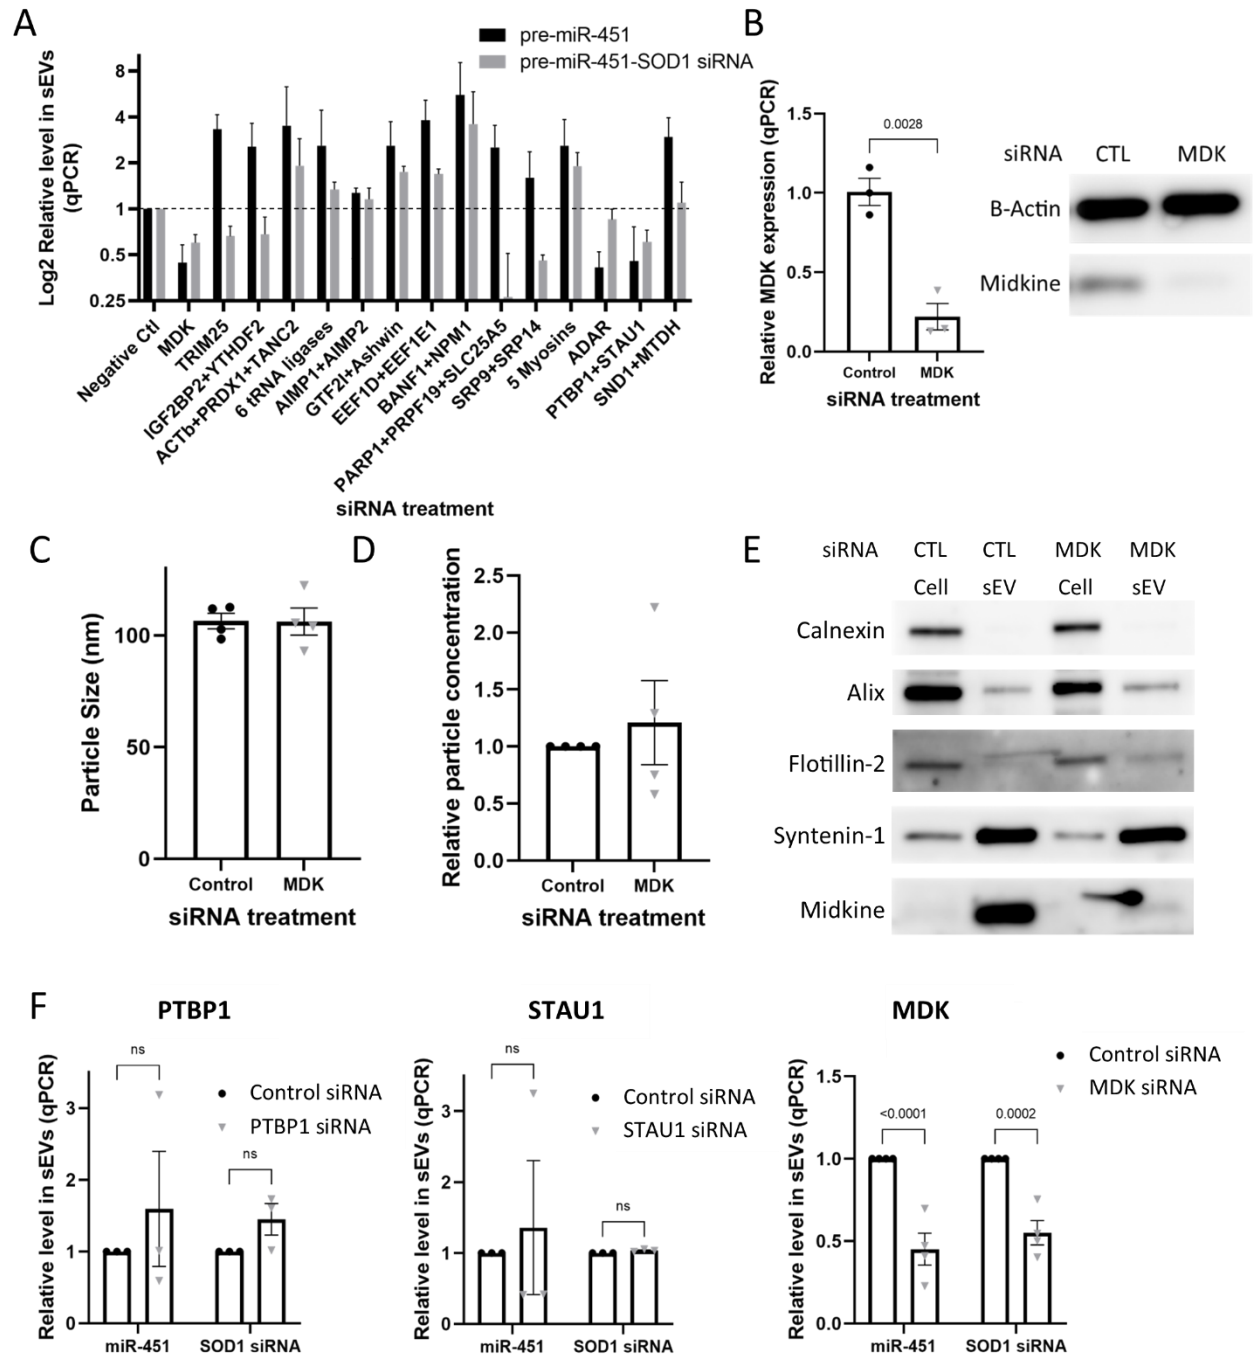 A
pre-miR-451
pre-miR-451-SOD1 siRNA
Log2 Relative level in sEVs
(qPCR)
8
4
2
1
0.5
0.25
Negative Ctl
MDK
TRIM25
IGF2BP2+YTHDF2
ACTb+PRDX1+TANC2
6 tRNA ligases
AIMP1+AIMP2
GTF2I+Ashwin
EEF1D+EEF1E1
BANF1+NPM1
PARP1+PRPF19+SLC25A5
SRP9+SRP14
5 Myosins
ADAR
PTBP1+STAU1
SND1+MTDH
siRNA treatment
B
Relative MDK expression (qPCR)
1.5
1.0
0.5
0.0
0.0028
Control
MDK
siRNA treatment
siRNA CTL MDK
B-Actin
Midkine
C
Particle Size (nm)
100
50
0
Control
MDK
siRNA treatment
D
Relative particle concentration
2.5
2.0
1.5
1.0
0.5
0.0
Control
MDK
siRNA treatment
E
siRNA CTL CTL MDK MDK
Cell sEV Cell sEV
Calnexin
Alix
Flotillin-2
Syntenin-1
Midkine
F
PTBP1
Relative level in sEVs (qPCR)
3
2
1
0
ns
ns
Control siRNA
PTBP1 siRNA
miR-451
SOD1 siRNA
STAU1
Relative level in sEVs (qPCR)
3
2
1
0
ns
ns
Control siRNA
STAU1 siRNA
miR-451
SOD1 siRNA
MDK
Relative level in sEVs (qPCR)
1.5
1.0
0.5
0.0
<0.0001
0.0002
Control siRNA
MDK siRNA
miR-451
SOD1 siRNA